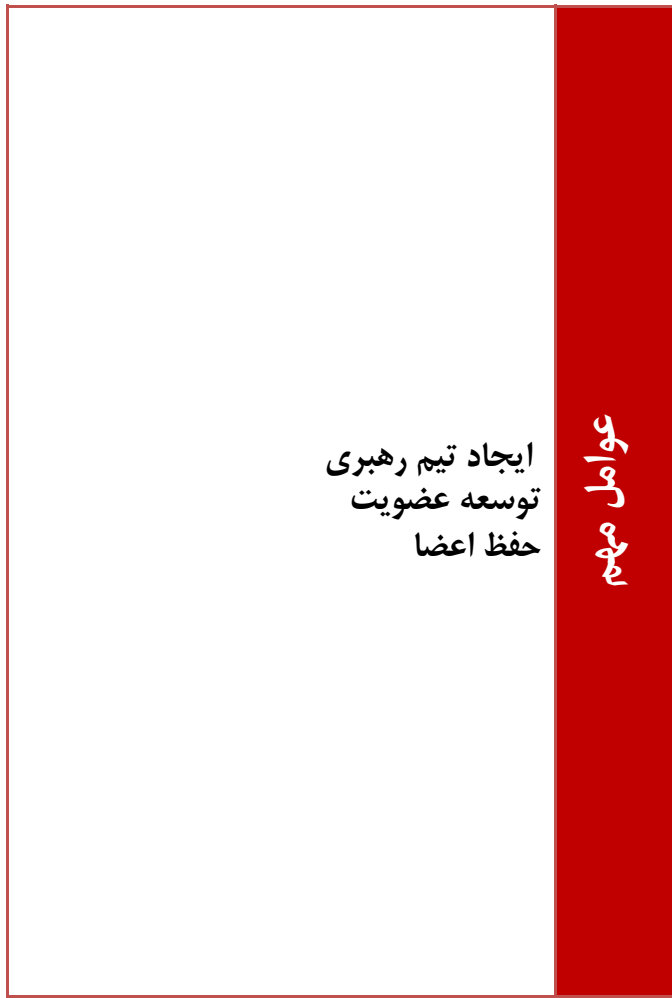 عوامل مهم
ایجاد تیم رهبری
توسعه عضویت
حفظ اعضا